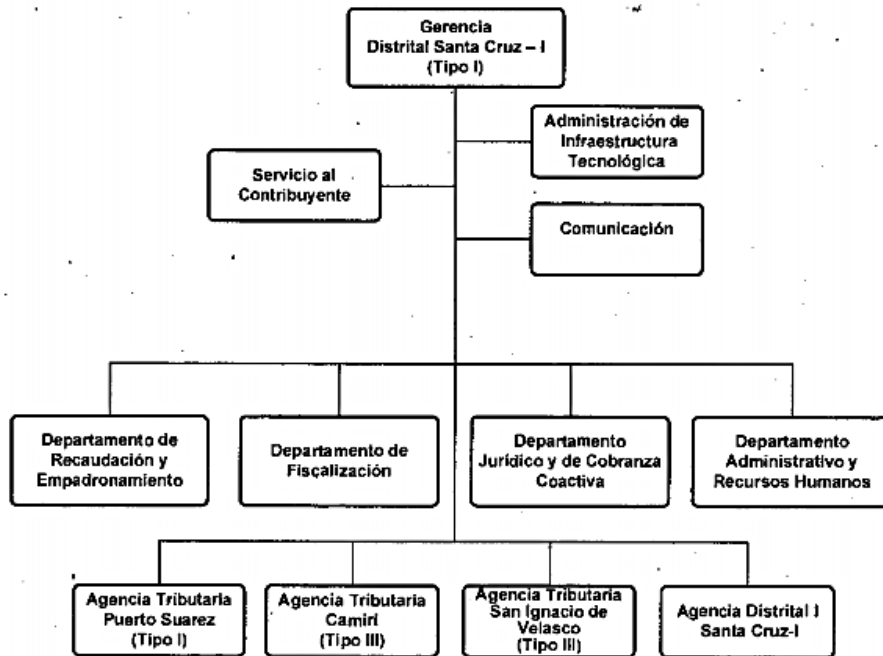 Gerencia
Distrital Santa Cruz – I
(Tipo I)
Administración de
Infraestructura
Tecnológica
Servicio al
Contribuyente
Comunicación
Departamento de
Recaudación y
Empadronamiento
Departamento de
Fiscalización
Departamento
Jurídico y de Cobranza
Coactiva
Departamento
Administrativo y
Recursos Humanos
Agencia Tributaria
Puerto Suarez
(Tipo I)
Agencia Tributaria
Camiri
(Tipo III)
Agencia Tributaria
San Ignacio de
Velasco
(Tipo III)
Agencia Distrital I
Santa Cruz-I